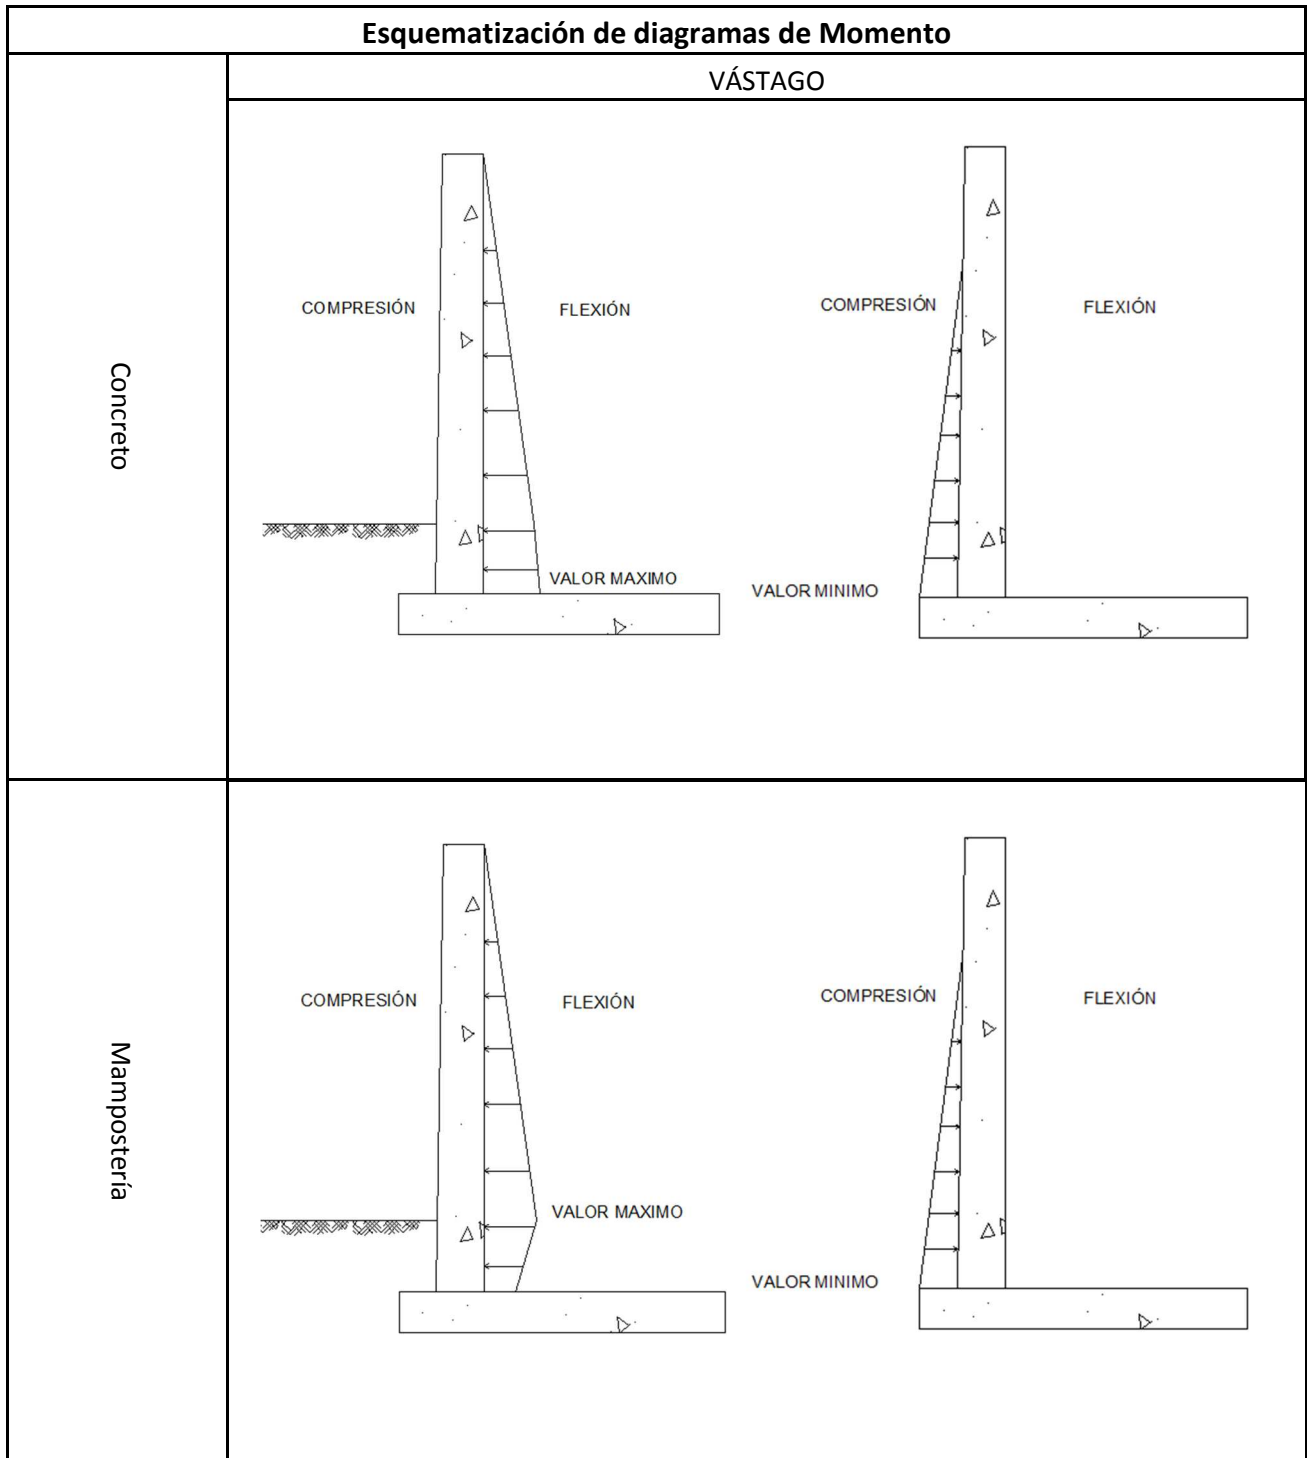 Esquematización de diagramas de Momento
VÁSTAGO
Concreto
COMPRESIÓN
FLEXIÓN
VALOR MAXIMO
COMPRESIÓN
FLEXIÓN
VALOR MINIMO
Mampostería
COMPRESIÓN
FLEXIÓN
VALOR MAXIMO
COMPRESIÓN
FLEXIÓN
VALOR MINIMO